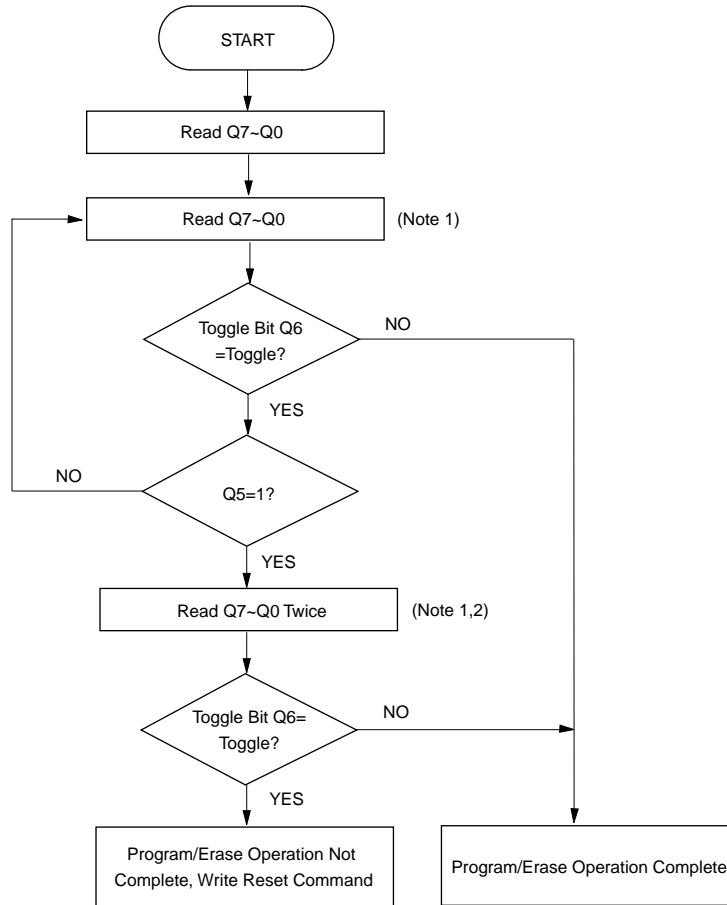 START
Read Q7~Q0
Read Q7~Q0
(Note 1)
Toggle Bit Q6
=Toggle?
NO
YES
NO
Q5=1?
YES
Read Q7~Q0 Twice
(Note 1,2)
Toggle Bit Q6=
Toggle?
NO
YES
Program/Erase Operation Not
Complete, Write Reset Command
Program/Erase Operation Complete